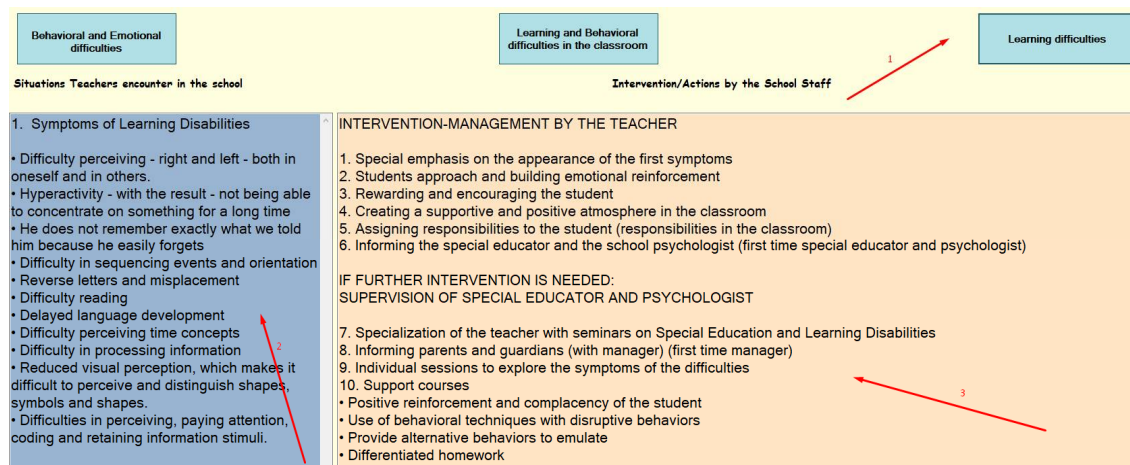 Behavioral and Emotional
difficulties
Learning and Behavioral
difficulties in the classroom
Learning difficulties
1
Situations Teachers encounter in the school
Intervention/Actions by the School Staff
1. Symptoms of Learning Disabilities
• Difficulty perceiving - right and left - both in
oneself and in others.
• Hyperactivity - with the result - not being able
to concentrate on something for a long time
• He does not remember exactly what we told
him because he easily forgets
• Difficulty in sequencing events and orientation
• Reverse letters and misplacement
• Difficulty reading
• Delayed language development
• Difficulty perceiving time concepts
• Difficulty in processing information
• Reduced visual perception, which makes it
difficult to perceive and distinguish shapes,
symbols and shapes.
• Difficulties in perceiving, paying attention,
coding and retaining information stimuli.
2
INTERVENTION-MANAGEMENT BY THE TEACHER
1. Special emphasis on the appearance of the first symptoms
2. Students approach and building emotional reinforcement
3. Rewarding and encouraging the student
4. Creating a supportive and positive atmosphere in the classroom
5. Assigning responsibilities to the student (responsibilities in the classroom)
6. Informing the special educator and the school psychologist (first time special educator and psychologist)
IF FURTHER INTERVENTION IS NEEDED:
SUPERVISION OF SPECIAL EDUCATOR AND PSYCHOLOGIST
7. Specialization of the teacher with seminars on Special Education and Learning Disabilities
8. Informing parents and guardians (with manager) (first time manager)
9. Individual sessions to explore the symptoms of the difficulties
10. Support courses
• Positive reinforcement and complacency of the student
• Use of behavioral techniques with disruptive behaviors
• Provide alternative behaviors to emulate
• Differentiated homework
3